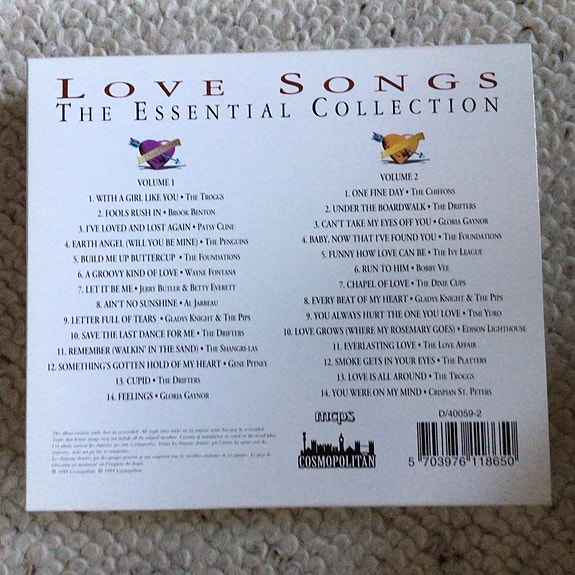 LOVE SONGS
THE ESSENTIAL COLLECTION
VOLUME 1
1. WITH A GIRL LIKE YOU • THE TROGGS
2. FOOLS RUSH IN • BROOK BENTON
3. I'VE LOVED AND LOST AGAIN • PATSY CLINE
4. EARTH ANGEL (WILL YOU BE MINE) • THE PENGUINS
5. BUILD ME UP BUTTERCUP • THE FOUNDATIONS
6. A GROOVY KIND OF LOVE • WAYNE FONTANA
7. LET IT BE ME • JERRY BUTLER & BETTY EVERETT
8. AIN'T NO SUNSHINE • AL JARREAU
9. LETTER FULL OF TEARS • GLADYS KNIGHT & THE PIPS
10. SAVE THE LAST DANCE FOR ME • THE DRIFTERS
11. REMEMBER (WALKIN' IN THE SAND) • THE SHANGRI-LAS
12. SOMETHING'S GOTTEN HOLD OF MY HEART • GENE PITNEY
13. CUPID • THE DRIFTERS
14. FEELINGS • GLORIA GAYNOR
VOLUME 2
1. ONE FINE DAY • THE CHIFFONS
2. UNDER THE BOARDWALK • THE DRIFTERS
3. CAN'T TAKE MY EYES OFF YOU • GLORIA GAYNOR
4. BABY, NOW THAT I'VE FOUND YOU • THE FOUNDATIONS
5. FUNNY HOW LOVE CAN BE • THE IVY LEAGUE
6. RUN TO HIM • BOBBY VEE
7. CHAPEL OF LOVE • THE DIXIE CUPS
8. EVERY BEAT OF MY HEART • GLADYS KNIGHT & THE PIPS
9. YOU ALWAYS HURT THE ONE YOU LOVE • TIMI YURO
10. LOVE GROWS (WHERE MY ROSEMARY GOES) • EDISON LIGHTHOUSE
11. EVERLASTING LOVE • THE LOVE AFFAIR
12. SMOKE GETS IN YOUR EYES • THE PLATTERS
13. LOVE IS ALL AROUND • THE TROGGS
14. YOU WERE ON MY MIND • CRISPIAN ST. PETERS
mcps
COSMOPOLITAN
D/40059-2
5 703976 118650